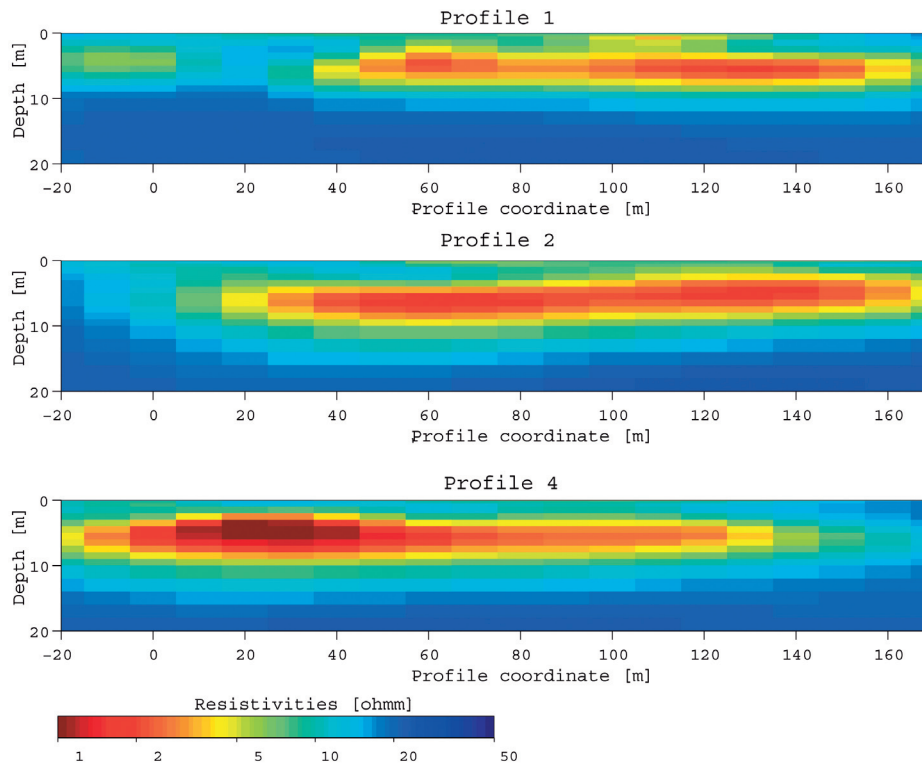 Profile 1
0
10
20
Depth [m]
-20 0 20 40 60 80 100 120 140 160
Profile coordinate [m]
Profile 2
0
10
20
Depth [m]
-20 0 20 40 60 80 100 120 140 160
Profile coordinate [m]
Profile 4
0
10
20
Depth [m]
-20 0 20 40 60 80 100 120 140 160
Profile coordinate [m]
Resistivities [ohmm]
1 2 5 10 20 50